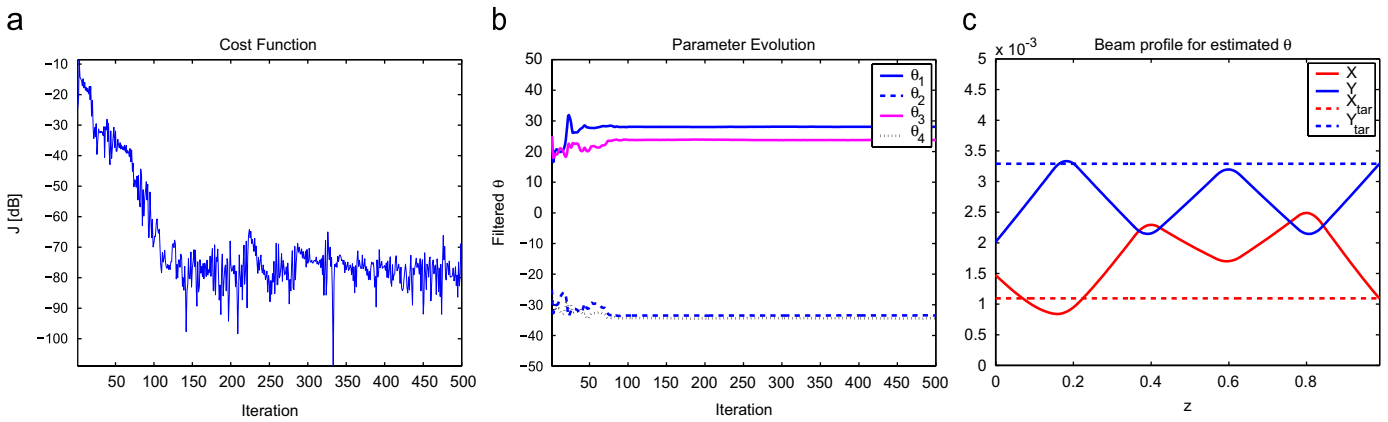 a
Cost Function
−10
−20
−30
−40
−50
−60
−70
−80
−90
−100
J [dB]
50 100 150 200 250 300 350 400 450 500
Iteration
b
Parameter Evolution
50
40
30
20
10
0
−10
−20
−30
−40
−50
Filtered θ
50 100 150 200 250 300 350 400 450 500
Iteration
θ1
θ2
θ3
θ4
c
x 10−3
Beam profile for estimated θ
5
4.5
4
3.5
3
2.5
2
1.5
1
0.5
0
0 0.2 0.4 0.6 0.8
z
X
Y
Xtar
Ytar